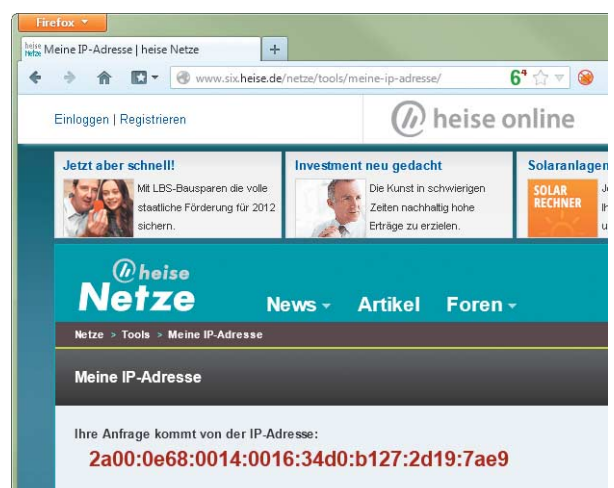 Firefox
heise Netze Meine IP-Adresse | heise Netze +
www.six.heise.de/netze/tools/meine-ip-adresse/ 6⁴
Einloggen | Registrieren
heise online
Jetzt aber schnell!
Mit LBS-Bausparen die volle
staatliche Förderung für 2012
sichern.
Investment neu gedacht
Die Kunst in schwierigen
Zeiten nachhaltig hohe
Erträge zu erzielen.
Solaranlagen
SOLAR
RECHNER
heise
Netze
News Artikel Foren
Netze > Tools > Meine IP-Adresse
Meine IP-Adresse
Ihre Anfrage kommt von der IP-Adresse:
2a00:0e68:0014:0016:34d0:b127:2d19:7ae9